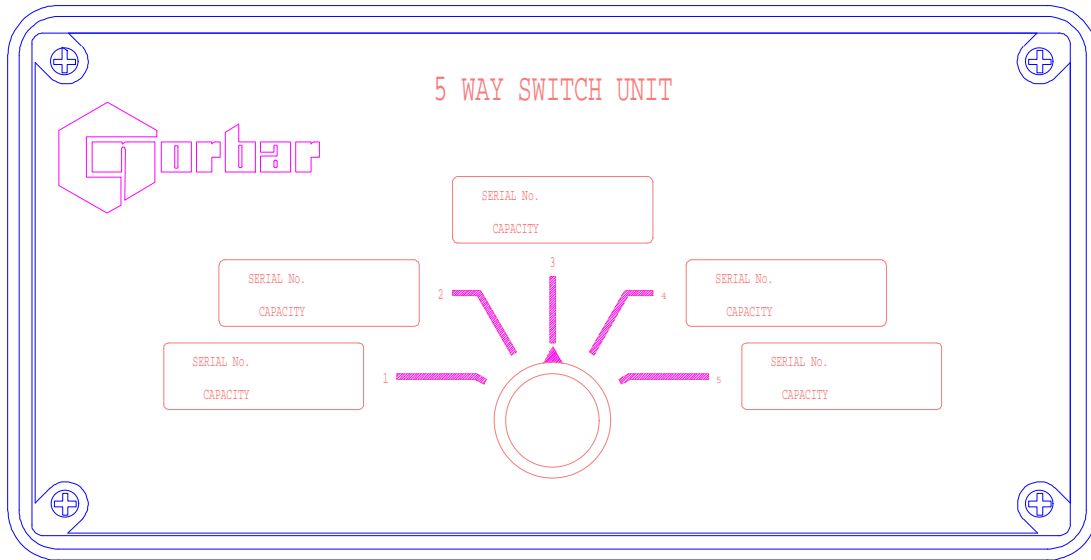 5 WAY SWITCH UNIT
Gorbar
SERIAL No.
CAPACITY
3
SERIAL No.
CAPACITY
2
4
SERIAL No.
CAPACITY
SERIAL No.
CAPACITY
1
5
SERIAL No.
CAPACITY